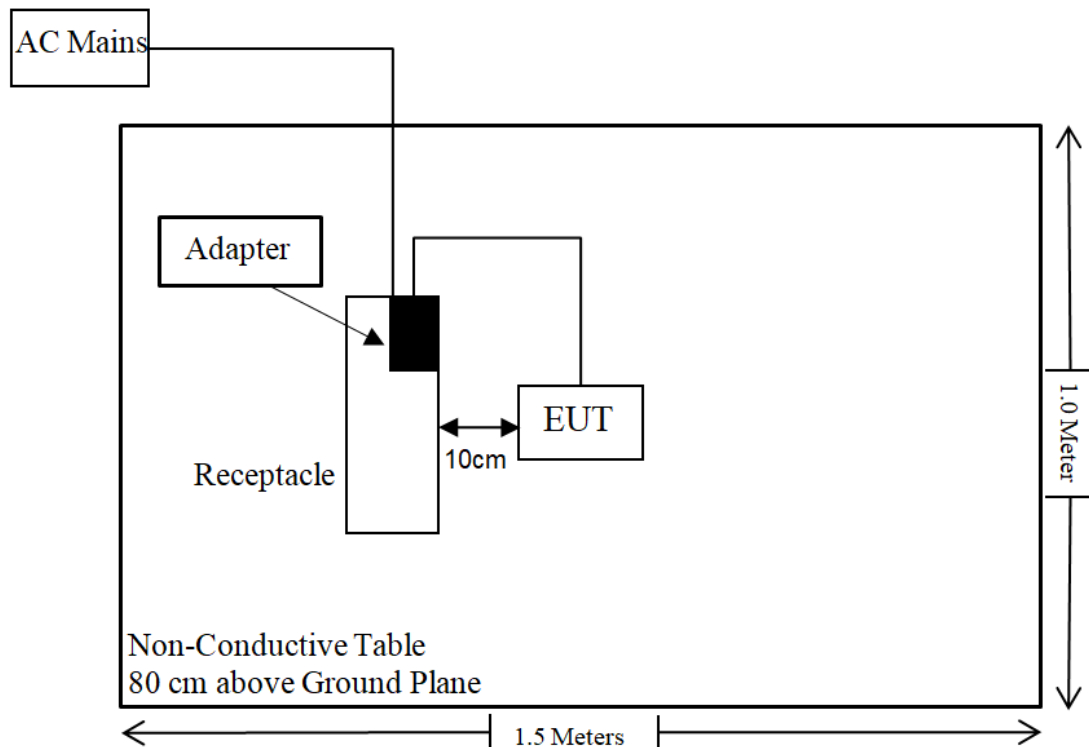 AC Mains
Adapter
EUT
10cm
Receptacle
1.0 Meter
Non-Conductive Table
80 cm above Ground Plane
1.5 Meters